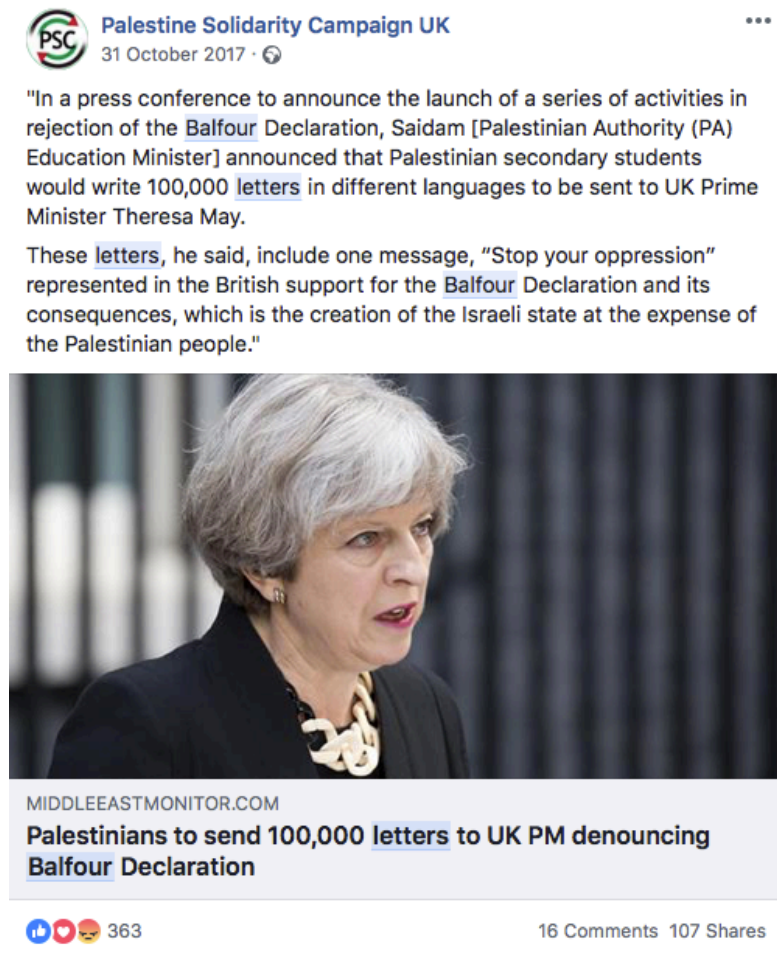 PSC
Palestine Solidarity Campaign UK
31 October 2017 ·
"In a press conference to announce the launch of a series of activities in
rejection of the Balfour Declaration, Saidam [Palestinian Authority (PA)
Education Minister] announced that Palestinian secondary students
would write 100,000 letters in different languages to be sent to UK Prime
Minister Theresa May.
These letters, he said, include one message, “Stop your oppression”
represented in the British support for the Balfour Declaration and its
consequences, which is the creation of the Israeli state at the expense of
the Palestinian people."
MIDDLEEASTMONITOR.COM
Palestinians to send 100,000 letters to UK PM denouncing
Balfour Declaration
363 16 Comments 107 Shares